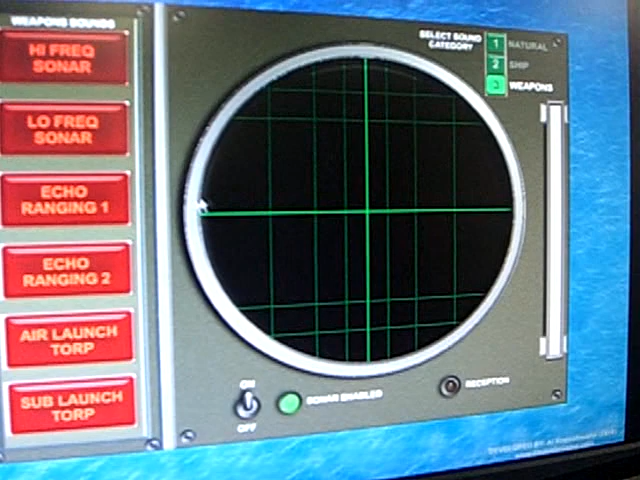 WEAPONS SOUNDS
HI FREQ
SONAR
LO FREQ
SONAR
ECHO
RANGING 1
ECHO
RANGING 2
AIR LAUNCH
TORP
SUB LAUNCH
TORP
SELECT SOUND
CATEGORY
1 NATURAL
2 SHIP
3 WEAPONS
ON
OFF
SONAR ENABLED
RECEPTION